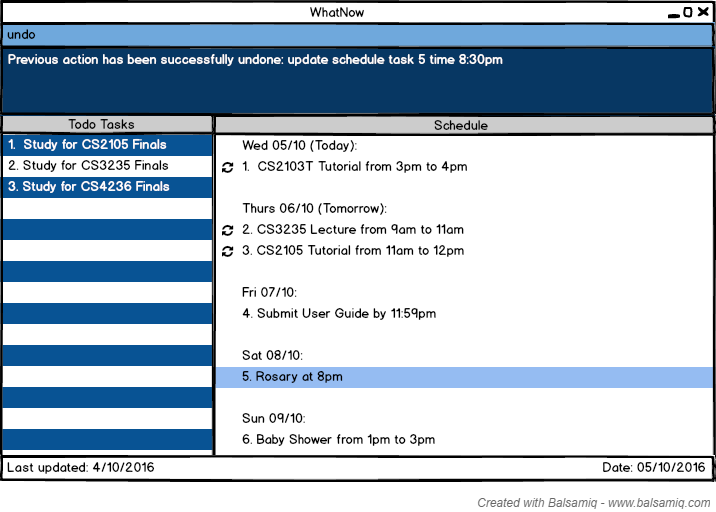 WhatNow
undo
Previous action has been successfully undone: update schedule task 5 time 8:30pm
Todo Tasks
1. Study for CS2105 Finals
2. Study for CS3235 Finals
3. Study for CS4236 Finals
Schedule
Wed 05/10 (Today):
1. CS2103T Tutorial from 3pm to 4pm
Thurs 06/10 (Tomorrow):
2. CS3235 Lecture from 9am to 11am
3. CS2105 Tutorial from 11am to 12pm
Fri 07/10:
4. Submit User Guide by 11:59pm
Sat 08/10:
5. Rosary at 8pm
Sun 09/10:
6. Baby Shower from 1pm to 3pm
Last updated: 4/10/2016
Date: 05/10/2016
Created with Balsamiq - www.balsamiq.com